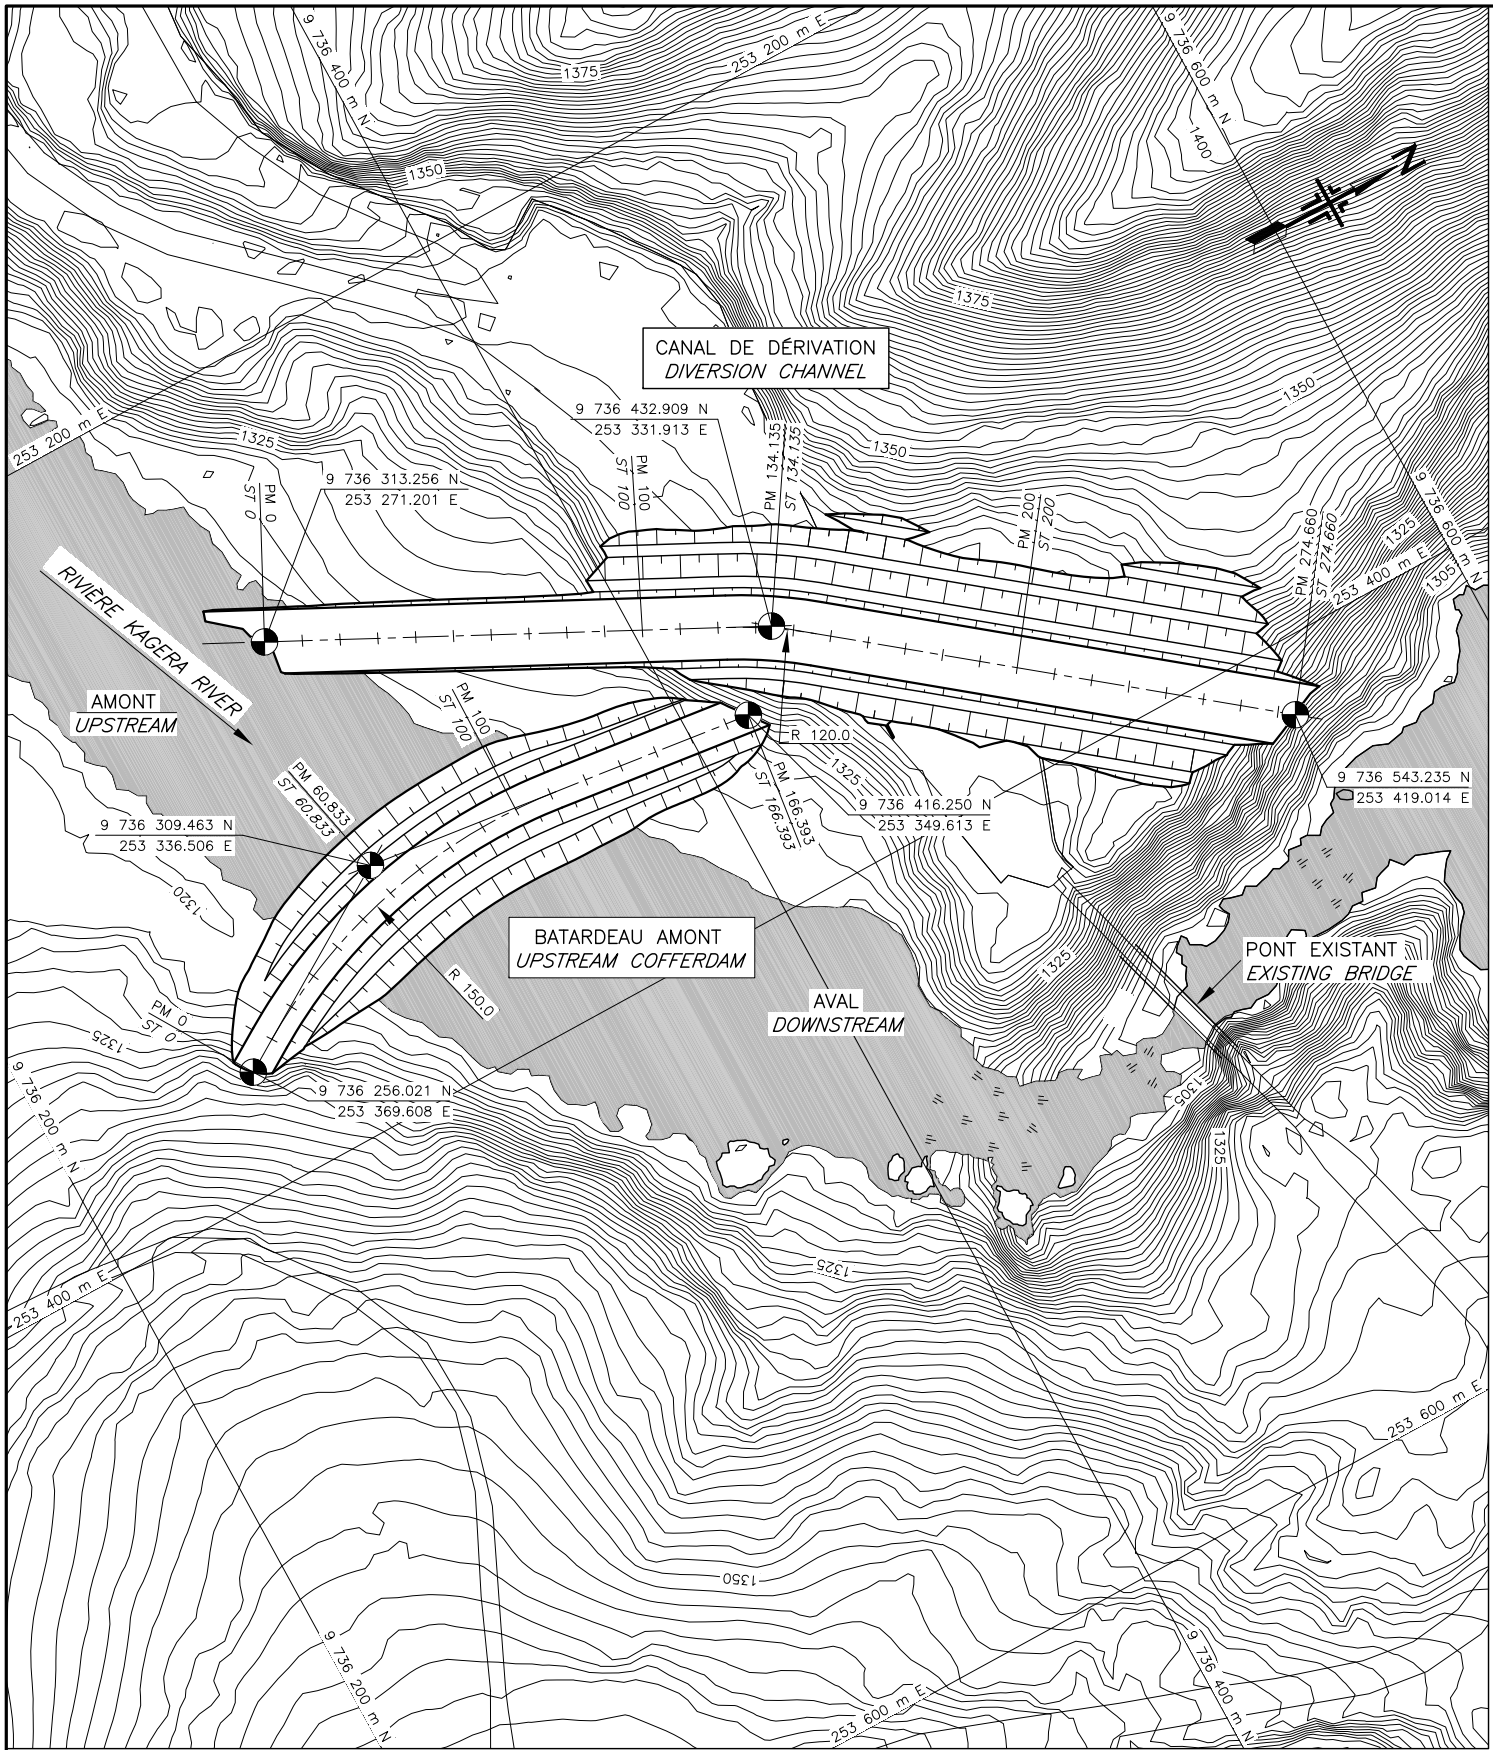 9 736 400 m N
1375
253 200 m E
9 736 600 m N
1400
N
1350
1375
CANAL DE DÉRIVATION
DIVERSION CHANNEL
1350
9 736 432.909 N
253 331.913 E
PM 134.135
ST 134.135
253 200 m E
1325
1350
9 736 313.256 N
253 271.201 E
PM 0
ST 0
PM 100
ST 100
PM 200
ST 200
PM 274.660
ST 274.660
1325
9 736 600 m N
253 400 m E
1305
RIVIÈRE KAGERA RIVER
AMONT
UPSTREAM
PM 100
ST 100
R 120.0
1325
PM 60.833
ST 60.833
PM 166.393
ST 166.393
9 736 416.250 N
253 349.613 E
9 736 543.235 N
253 419.014 E
9 736 309.463 N
253 336.506 E
1320
BATARDEAU AMONT
UPSTREAM COFFERDAM
PONT EXISTANT
EXISTING BRIDGE
1325
R 150.0
AVAL
DOWNSTREAM
PM 0
ST 0
1325
9 736 256.021 N
253 369.608 E
9 736 200 m N
1305
1325
1325
253 400 m E
253 600 m E
1350
9 736 200 m N
9 736 400 m N
253 600 m E